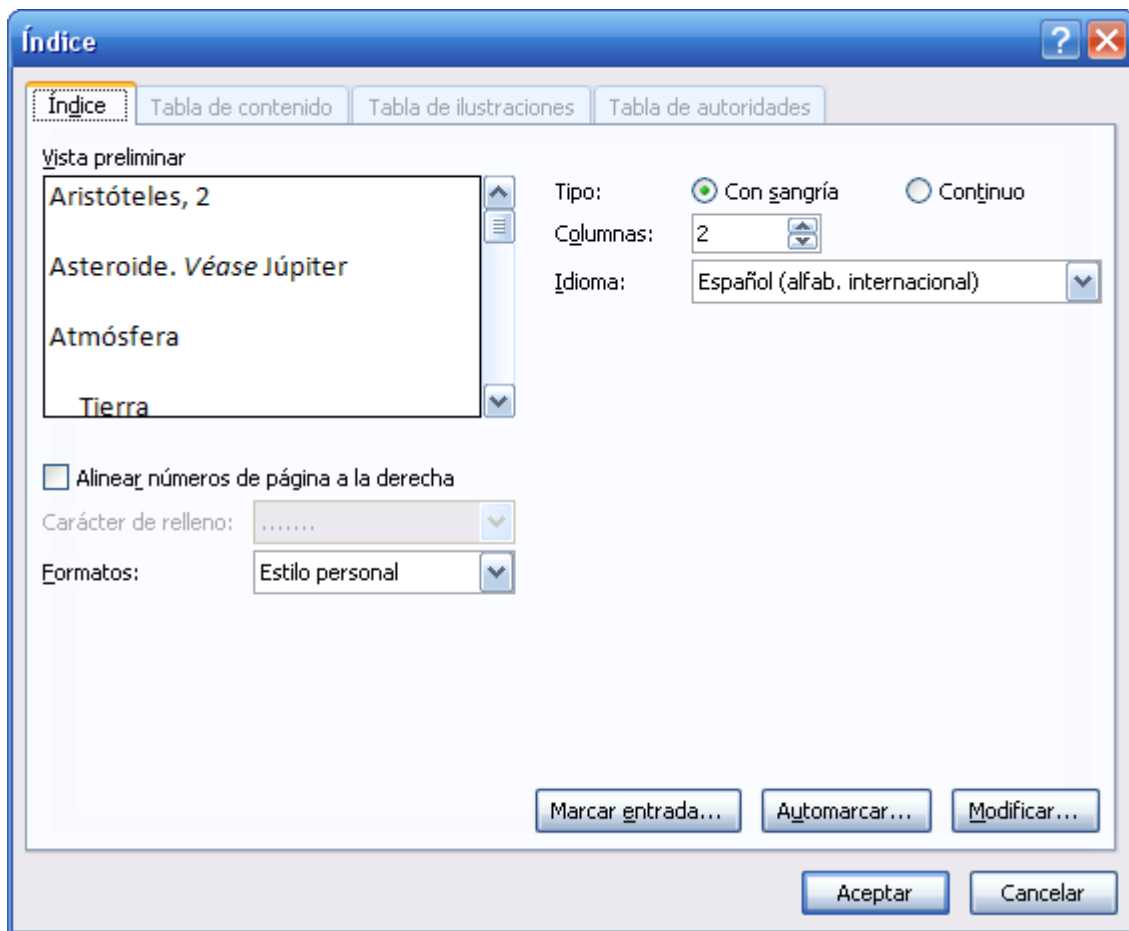 Índice
Índice Tabla de contenido Tabla de ilustraciones Tabla de autoridades
Vista preliminar
Aristóteles, 2
Asteroide. Véase Júpiter
Atmósfera
Tierra
Tipo: Con sangría Continuo
Columnas: 2
Idioma: Español (alfab. internacional)
Alinear números de página a la derecha
Carácter de relleno: .......
Formatos: Estilo personal
Marcar entrada... Automarcar... Modificar...
Aceptar Cancelar